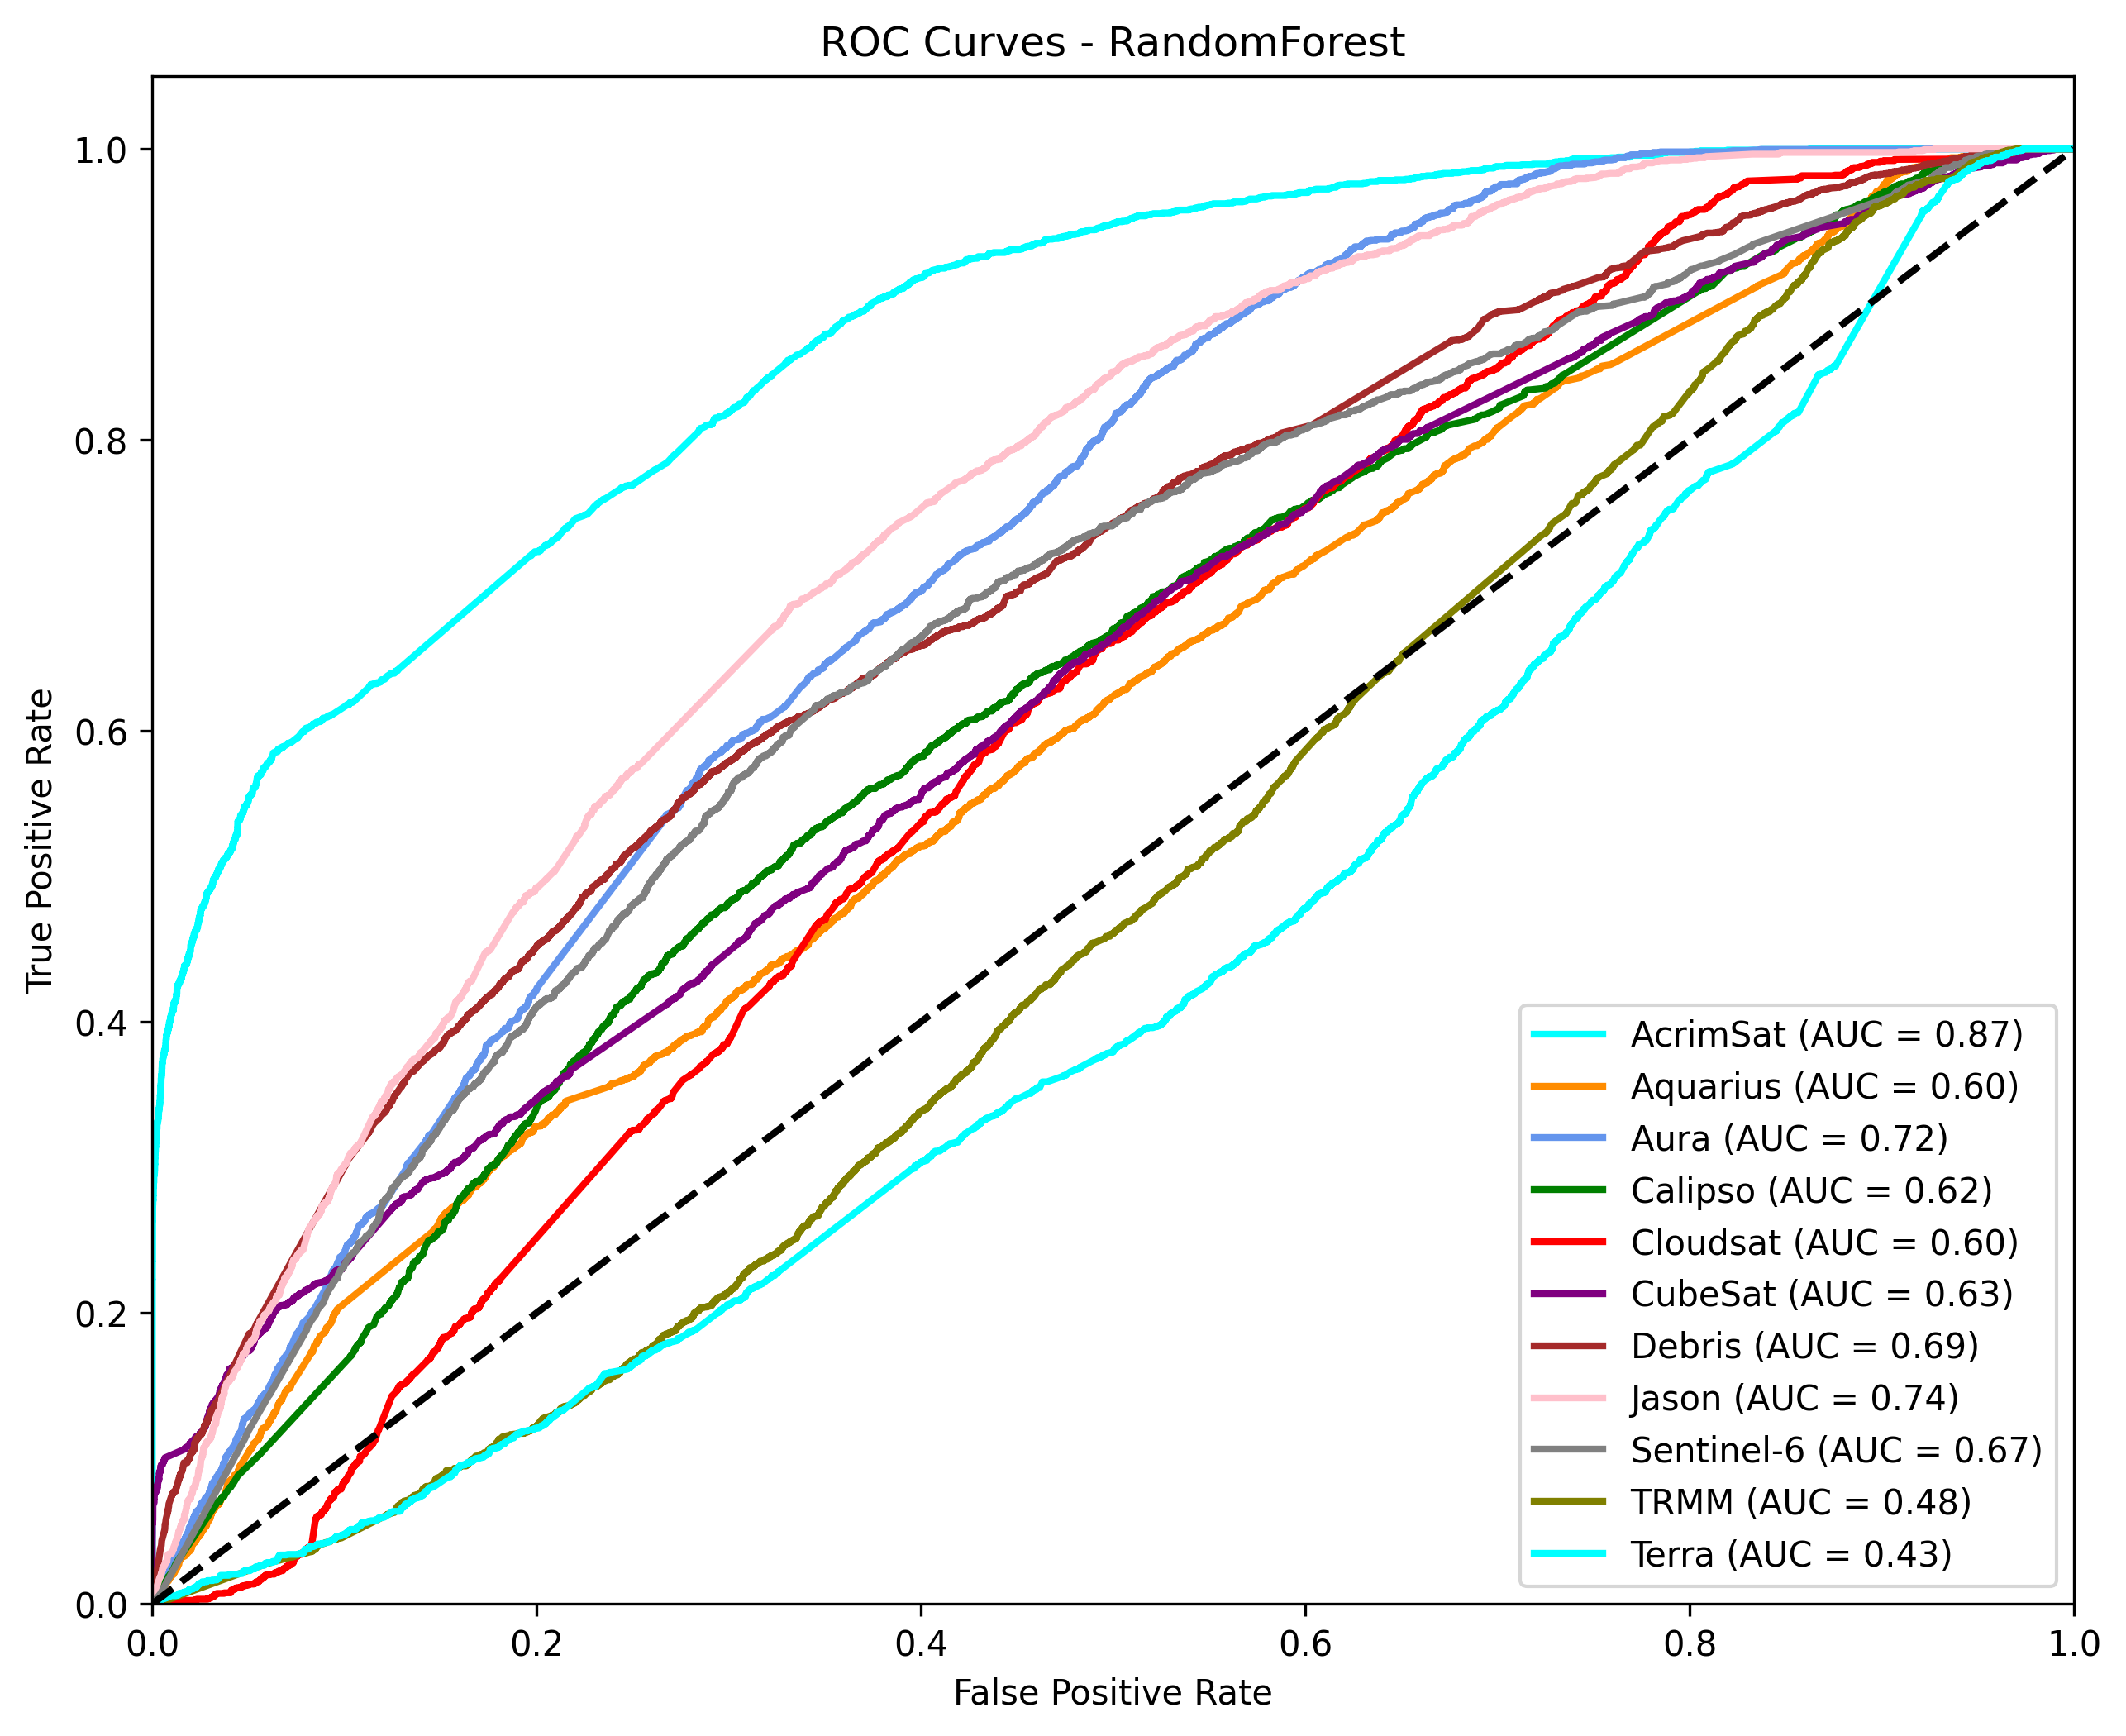 ROC Curves - RandomForest
True Positive Rate
1.0
0.8
0.6
0.4
0.2
0.0
0.0 0.2 0.4 0.6 0.8 1.0
False Positive Rate
AcrimSat (AUC = 0.87)
Aquarius (AUC = 0.60)
Aura (AUC = 0.72)
Calipso (AUC = 0.62)
Cloudsat (AUC = 0.60)
CubeSat (AUC = 0.63)
Debris (AUC = 0.69)
Jason (AUC = 0.74)
Sentinel-6 (AUC = 0.67)
TRMM (AUC = 0.48)
Terra (AUC = 0.43)